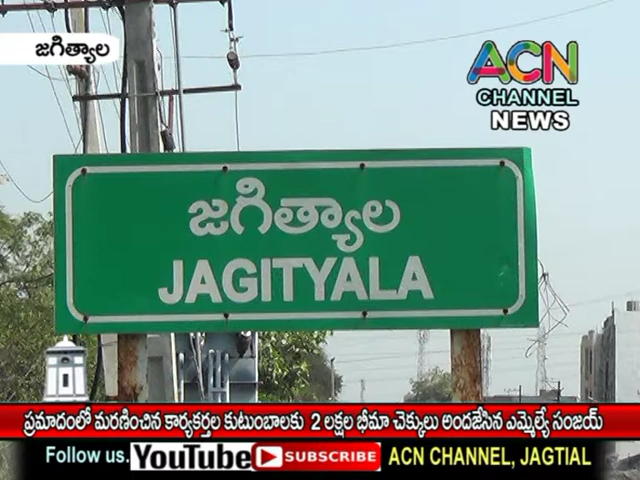 జగిత్యాల
ACN
CHANNEL
NEWS
జగిత్యాల
JAGITYALA
ప్రమాదంలో మరణించిన కార్యకర్తల కుటుంబాలకు 2 లక్షల భీమా చెక్కులు అందజేసిన ఎమ్మెల్యే సంజయ్
Follow us. YouTube SUBSCRIBE ACN CHANNEL, JAGTIAL